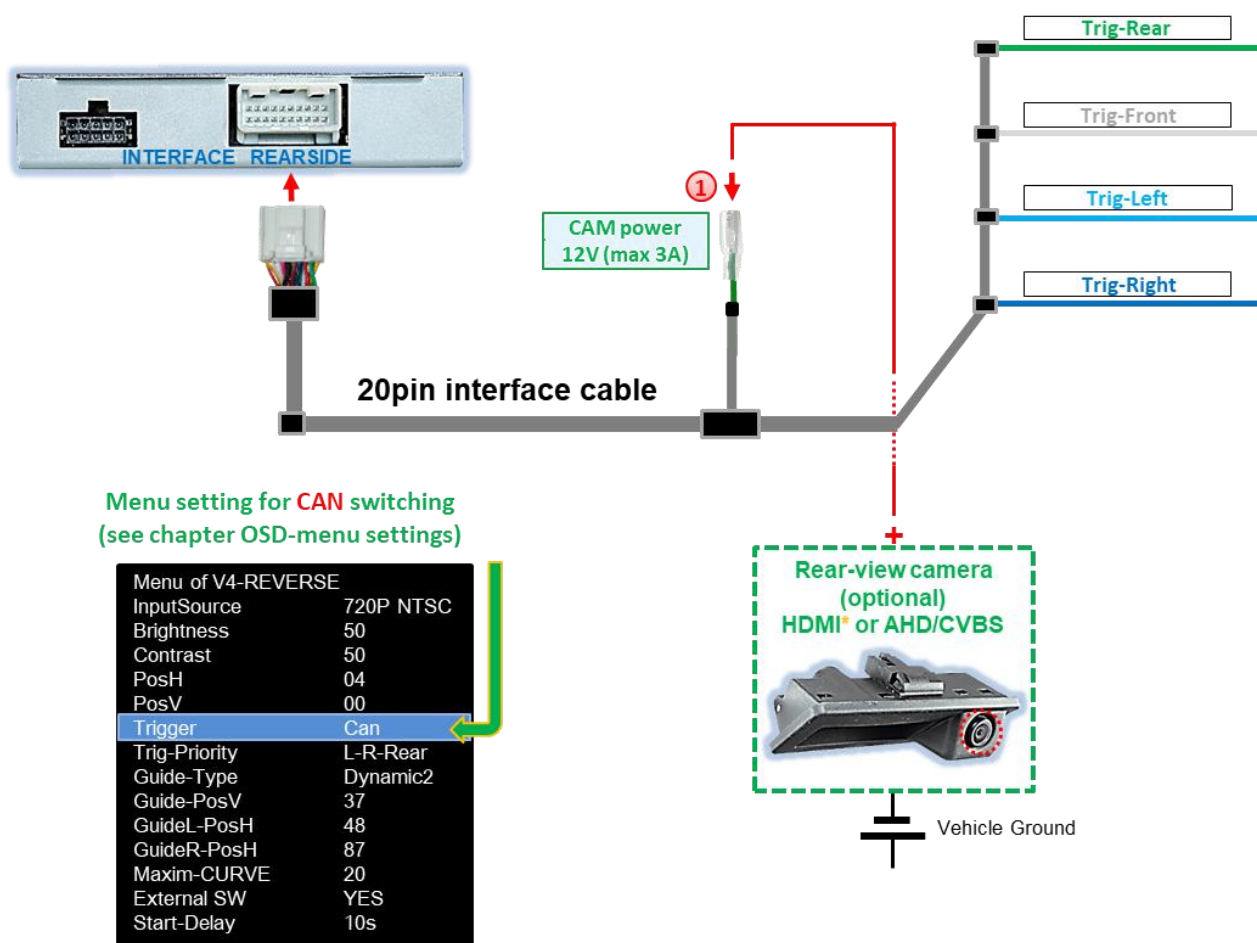 Trig-Rear
Trig-Front
Trig-Left
Trig-Right
INTERFACE REARSIDE
1
CAM power
12V (max 3A)
20pin interface cable
Menu setting for CAN switching
(see chapter OSD-menu settings)
Menu of V4-REVERSE
InputSource 720P NTSC
Brightness 50
Contrast 50
PosH 04
PosV 00
Trigger Can
Trig-Priority L-R-Rear
Guide-Type Dynamic2
Guide-PosV 37
GuideL-PosH 48
GuideR-PosH 87
Maxim-CURVE 20
External SW YES
Start-Delay 10s
+
Rear-view camera
(optional)
HDMI* or AHD/CVBS
Vehicle Ground